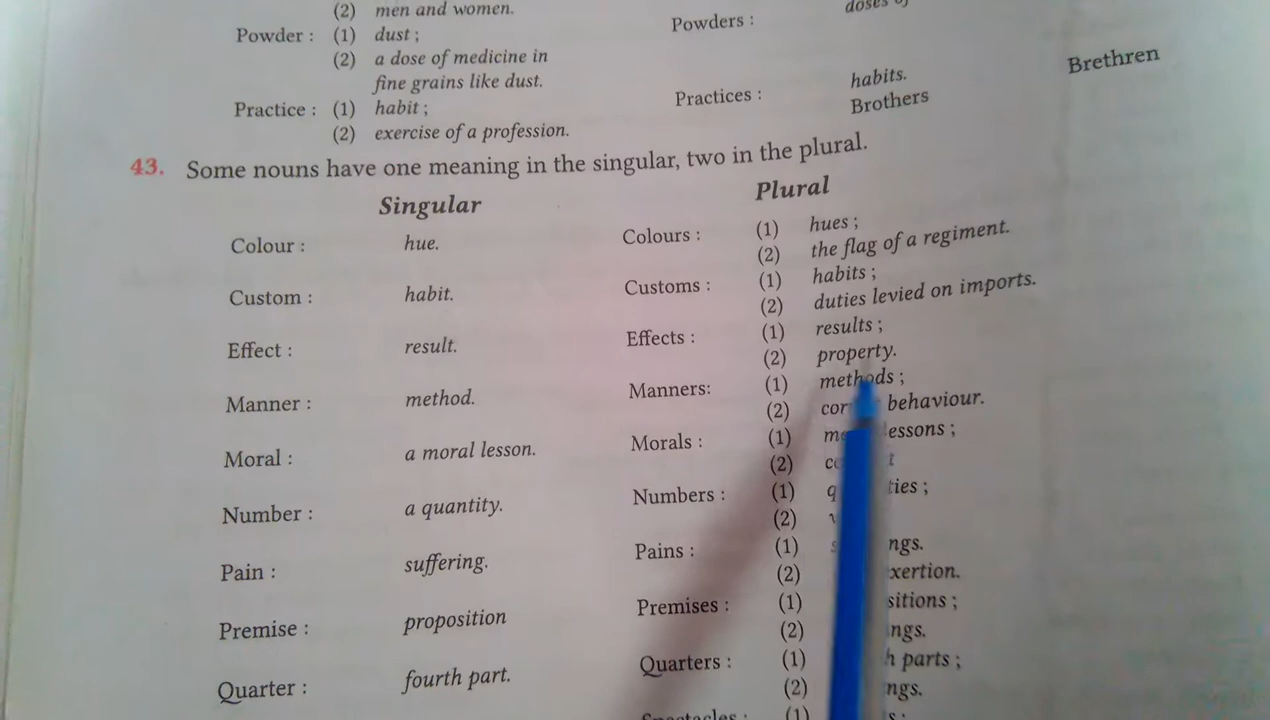 (2) men and women.
Powder : (1) dust ; Powders : doses of
(2) a dose of medicine in
fine grains like dust.
Practice : (1) habit ; Practices : habits.
Brothers Brethren
(2) exercise of a profession.
43. Some nouns have one meaning in the singular, two in the plural.
Singular Plural
Colour : hue. Colours : (1) hues ;
(2) the flag of a regiment.
Custom : habit. Customs : (1) habits ;
(2) duties levied on imports.
Effect : result. Effects : (1) results ;
(2) property.
Manner : method. Manners: (1) methods ;
(2) behaviour.
Moral : a moral lesson. Morals : (1)
(2)
Number : a quantity. Numbers : (1)
(2)
Pain : suffering. Pains : (1)
(2)
Premise : proposition Premises : (1)
(2)
Quarter : fourth part. Quarters : (1) parts ;
(2)
(1)